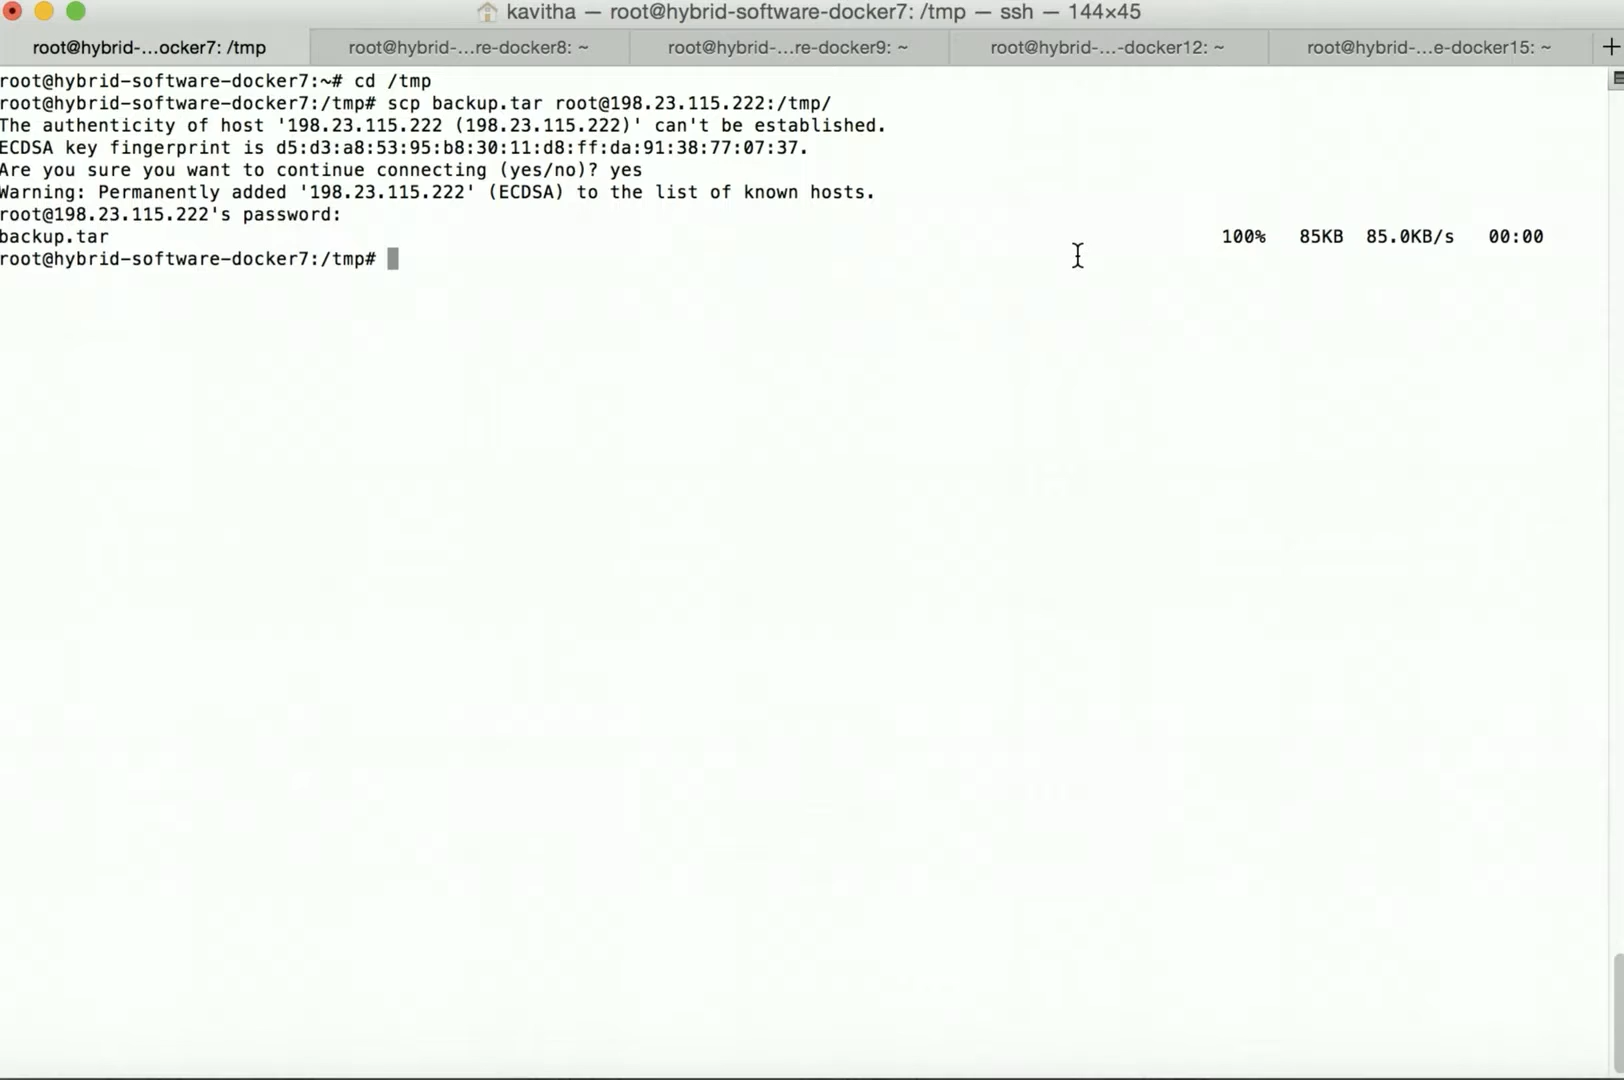 kavitha — root@hybrid-software-docker7: /tmp — ssh — 144×45
root@hybrid-...ocker7: /tmp root@hybrid-...re-docker8: ~ root@hybrid-...re-docker9: ~ root@hybrid-...-docker12: ~ root@hybrid-...e-docker15: ~ +
root@hybrid-software-docker7:~# cd /tmp
root@hybrid-software-docker7:/tmp# scp backup.tar root@198.23.115.222:/tmp/
The authenticity of host '198.23.115.222 (198.23.115.222)' can't be established.
ECDSA key fingerprint is d5:d3:a8:53:95:b8:30:11:d8:ff:da:91:38:77:07:37.
Are you sure you want to continue connecting (yes/no)? yes
Warning: Permanently added '198.23.115.222' (ECDSA) to the list of known hosts.
root@198.23.115.222's password:
backup.tar 100% 85KB 85.0KB/s 00:00
root@hybrid-software-docker7:/tmp#